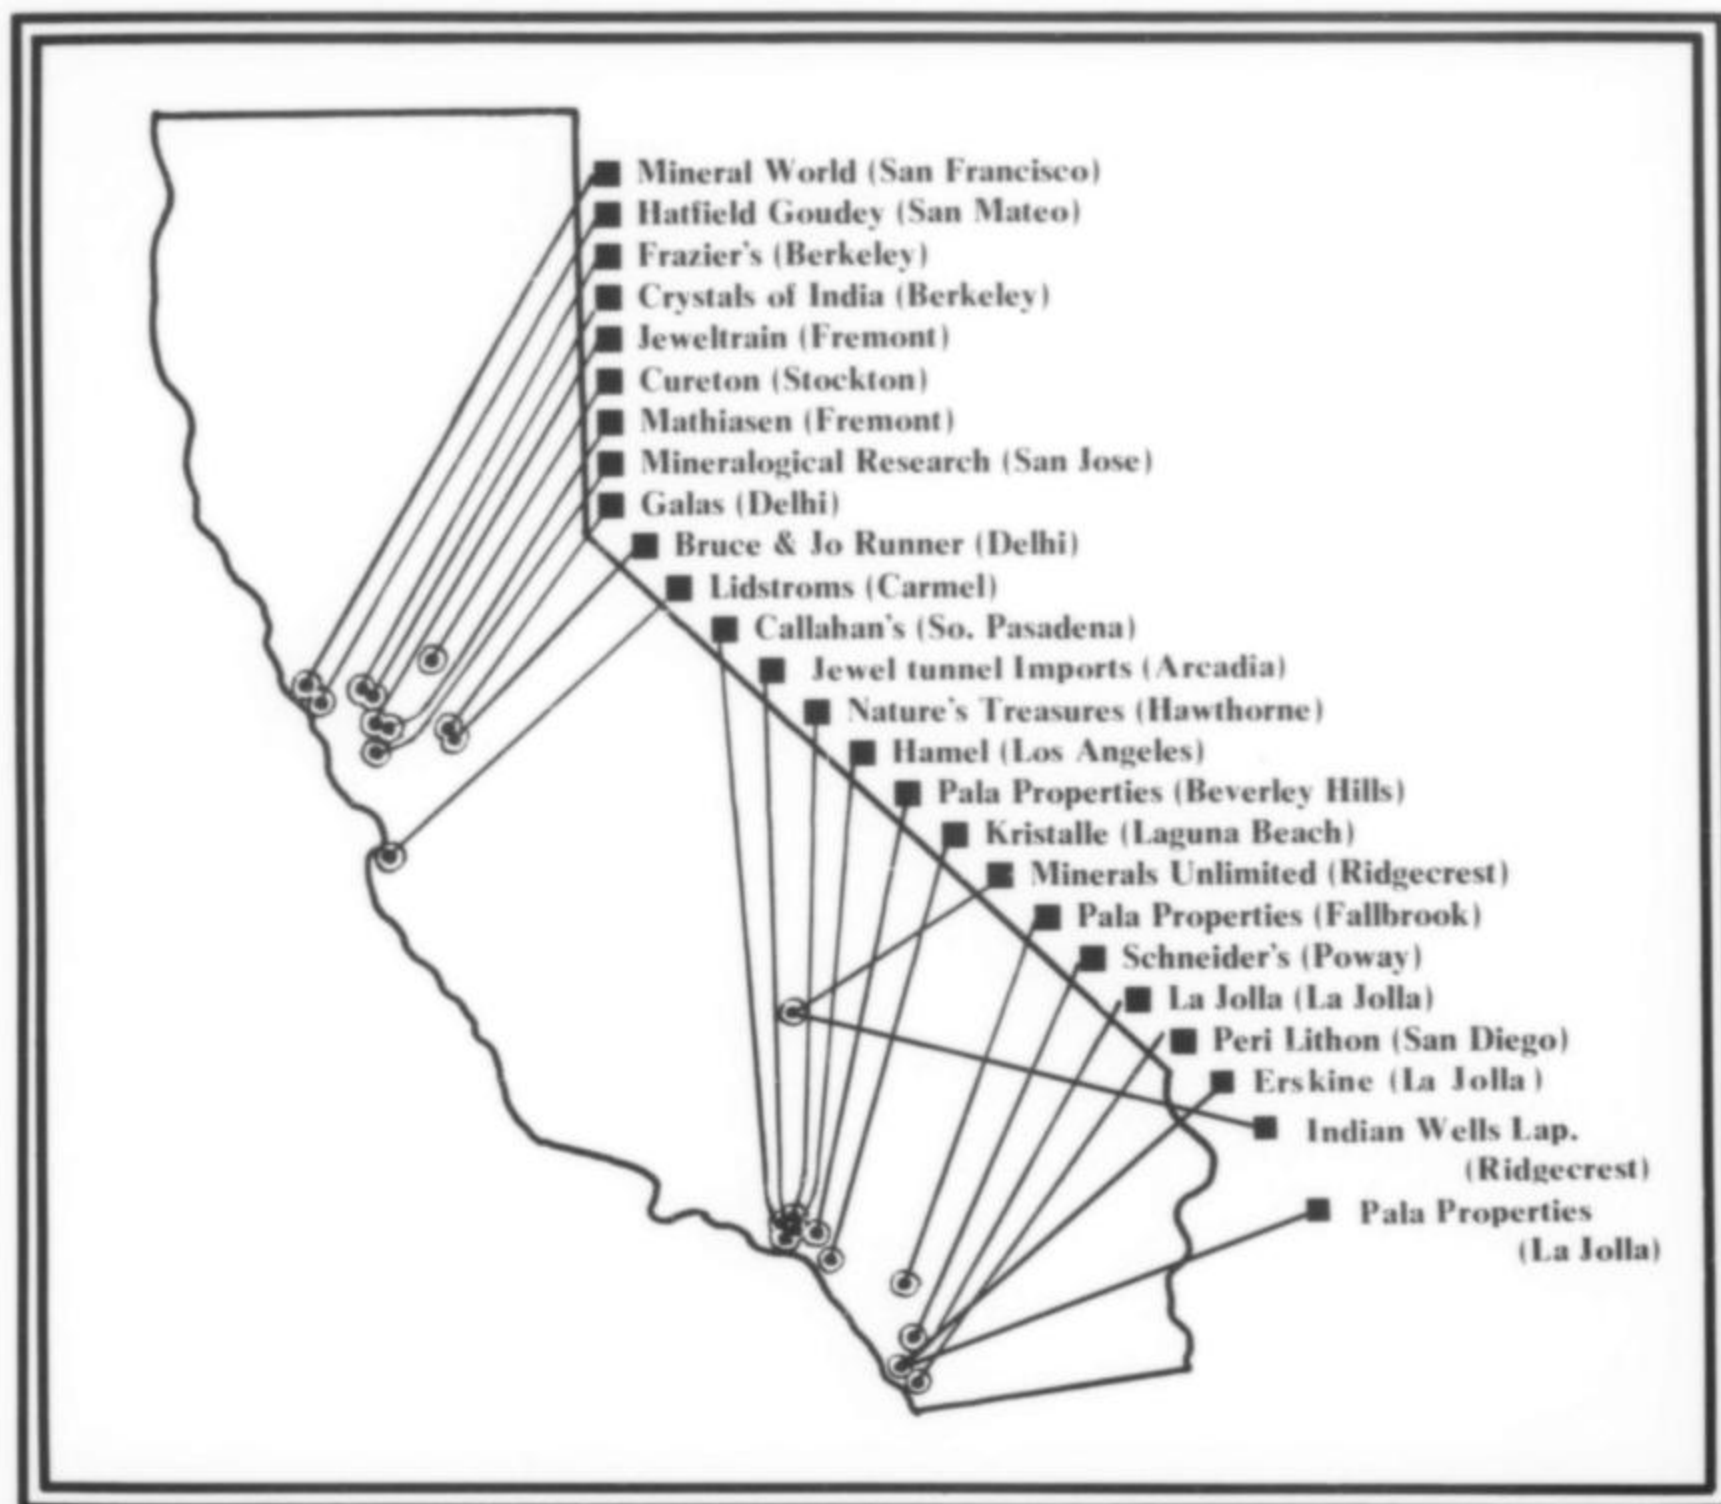 Mineral World (San Francisco)
Hatfield Goudey (San Mateo)
Frazier's (Berkeley)
Crystals of India (Berkeley)
Jeweltrain (Fremont)
Cureton (Stockton)
Mathiasen (Fremont)
Mineralogical Research (San Jose)
Galas (Delhi)
Bruce & Jo Runner (Delhi)
Lidstroms (Carmel)
Callahan's (So. Pasadena)
Jewel tunnel Imports (Arcadia)
Nature's Treasures (Hawthorne)
Hamel (Los Angeles)
Pala Properties (Beverley Hills)
Kristalle (Laguna Beach)
Minerals Unlimited (Ridgecrest)
Pala Properties (Fallbrook)
Schneider's (Poway)
La Jolla (La Jolla)
Peri Lithon (San Diego)
Erskine (La Jolla)
Indian Wells Lap.
(Ridgecrest)
Pala Properties
(La Jolla)